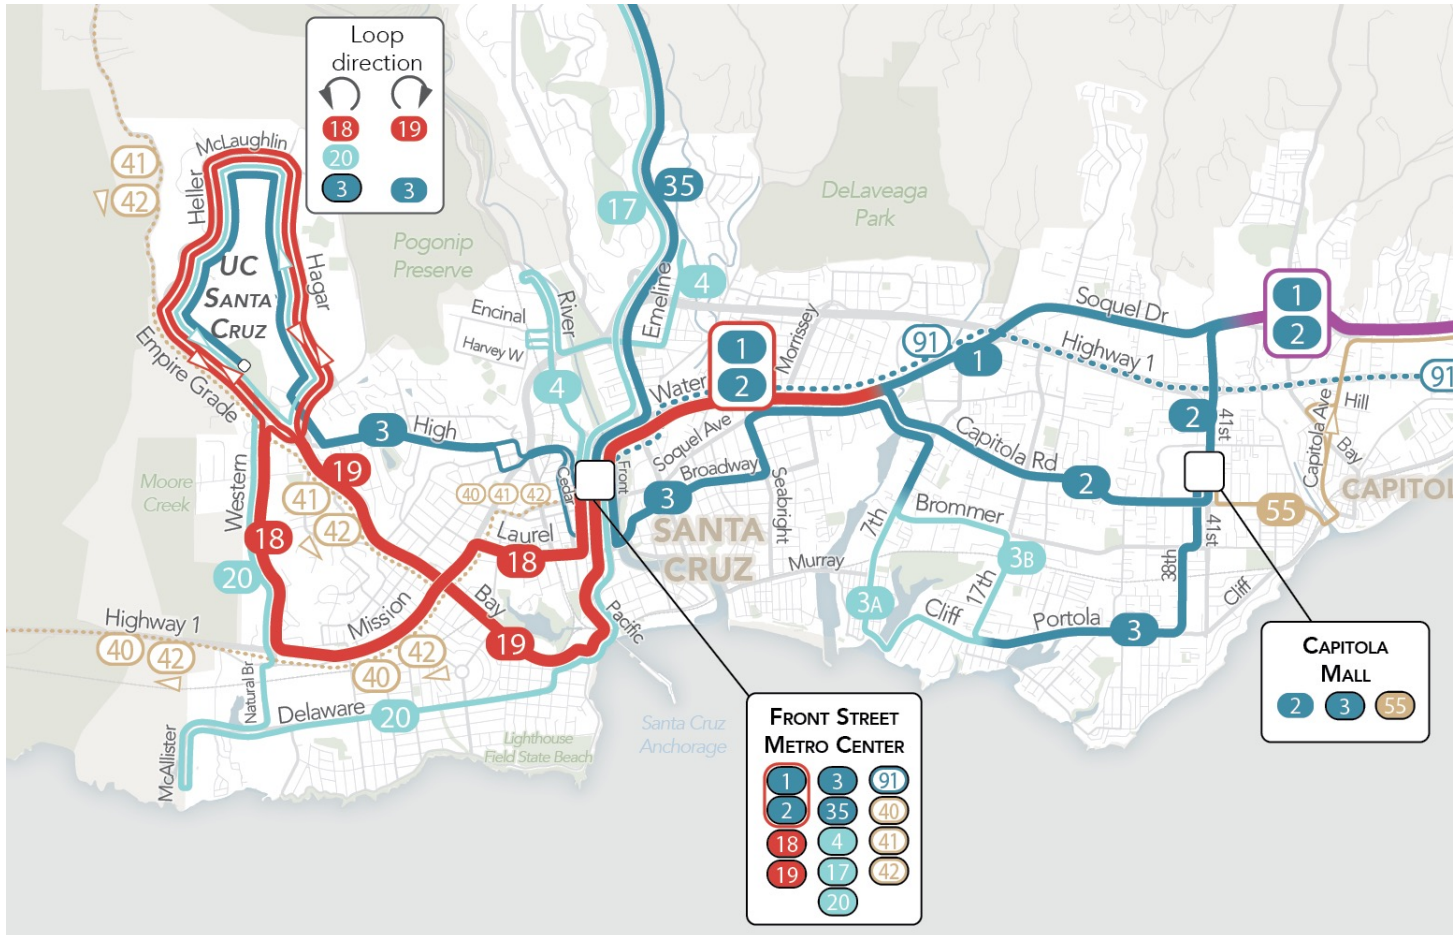 Loop
direction
18 19
20
3 3
41
42
McLaughlin
Heller
Hagar
UC
SANTA
CRUZ
Empire Grade
Pogonip
Preserve
DeLaveaga
Park
17
35
4
Emeline
River
Encinal
Harvey W
4
Water
1
2
Morrissey
91
1
Soquel Dr
Highway 1
1
2
91
3
High
Soquel Ave
Broadway
3
Seabright
Capitola Rd
2
2
41st
Capitola Ave
Hill
Bay
CAPITOL
55
Moore
Creek
Western
19
41
42
40 41 42
Cedar
Front
18
20
Laurel
18
SANTA
CRUZ
7th
Brommer
3B
3A
17th
Murray
Cliff
Portola
3
38th
41st
Cliff
Highway 1
40
42
Mission
Bay
19
42
40
Pacific
Natural Br
Delaware
20
McAllister
Lighthouse
Field State Beach
Santa Cruz
Anchorage
FRONT STREET
METRO CENTER
1 3 91
2 35 40
18 4 41
19 17 42
20
CAPITOLA
MALL
2 3 55